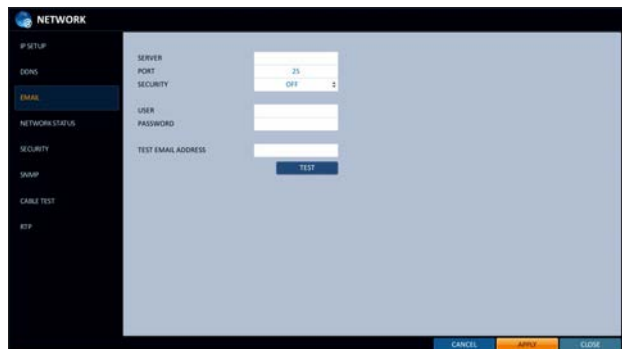 NETWORK
IP SETUP
DDNS
EMAIL
NETWORK STATUS
SECURITY
SNMP
CABLE TEST
RTP
SERVER
PORT 25
SECURITY OFF
USER
PASSWORD
TEST EMAIL ADDRESS
TEST
CANCEL APPLY CLOSE